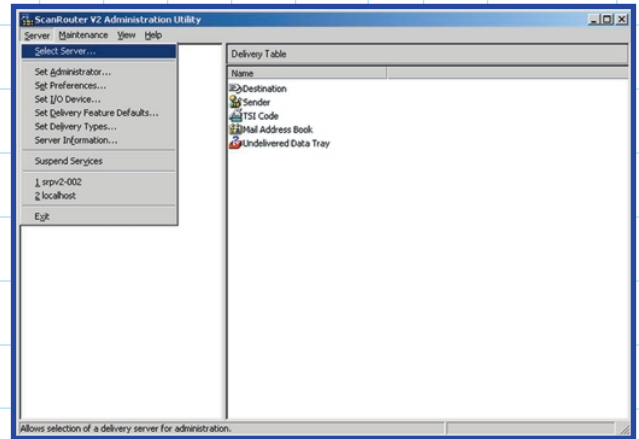 ScanRouter V2 Administration Utility
Server Maintenance View Help
Select Server...
Set Administrator...
Set Preferences...
Set I/O Device...
Set Delivery Feature Defaults...
Set Delivery Types...
Server Information...
Suspend Services
1 srpv2-002
2 localhost
Exit
Delivery Table
Name
Destination
Sender
TSI Code
Mail Address Book
Undelivered Data Tray
Allows selection of a delivery server for administration.